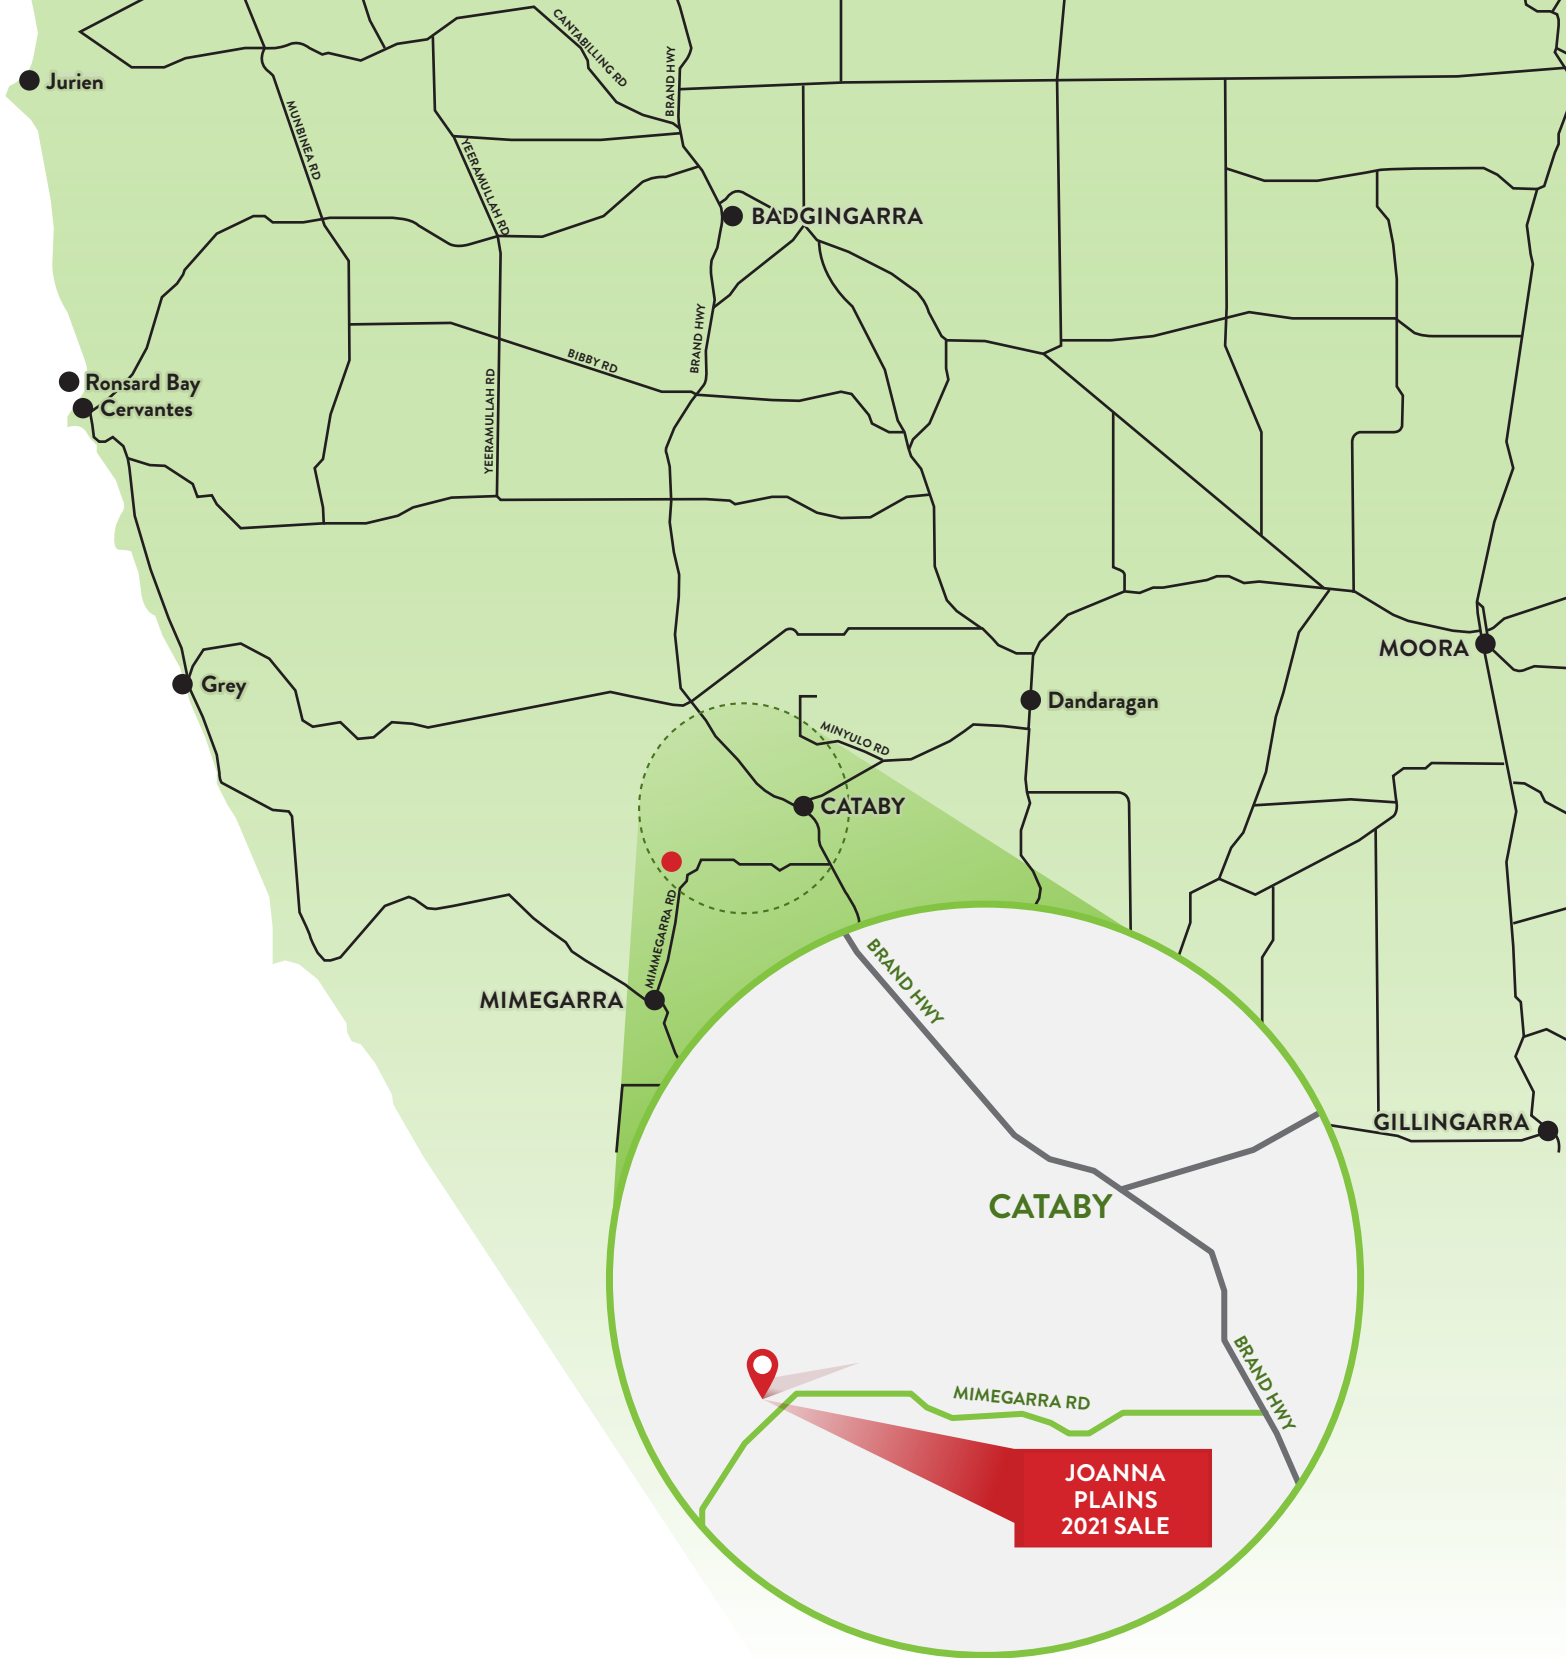 CANTABILLING RD
BRAND HWY
Jurien
MUNBINEA RD
YEERAMULLAH RD
BADGINGARRA
BRAND HWY
BIBBY RD
Ronsard Bay
Cervantes
YEERAMULLAH RD
MOORA
Grey
Dandaragan
MINYULO RD
CATABY
MIMMEGARRA RD
MIMEGARRA
BRAND HWY
GILLINGARRA
CATABY
BRAND HWY
MIMEGARRA RD
JOANNA
PLAINS
2021 SALE